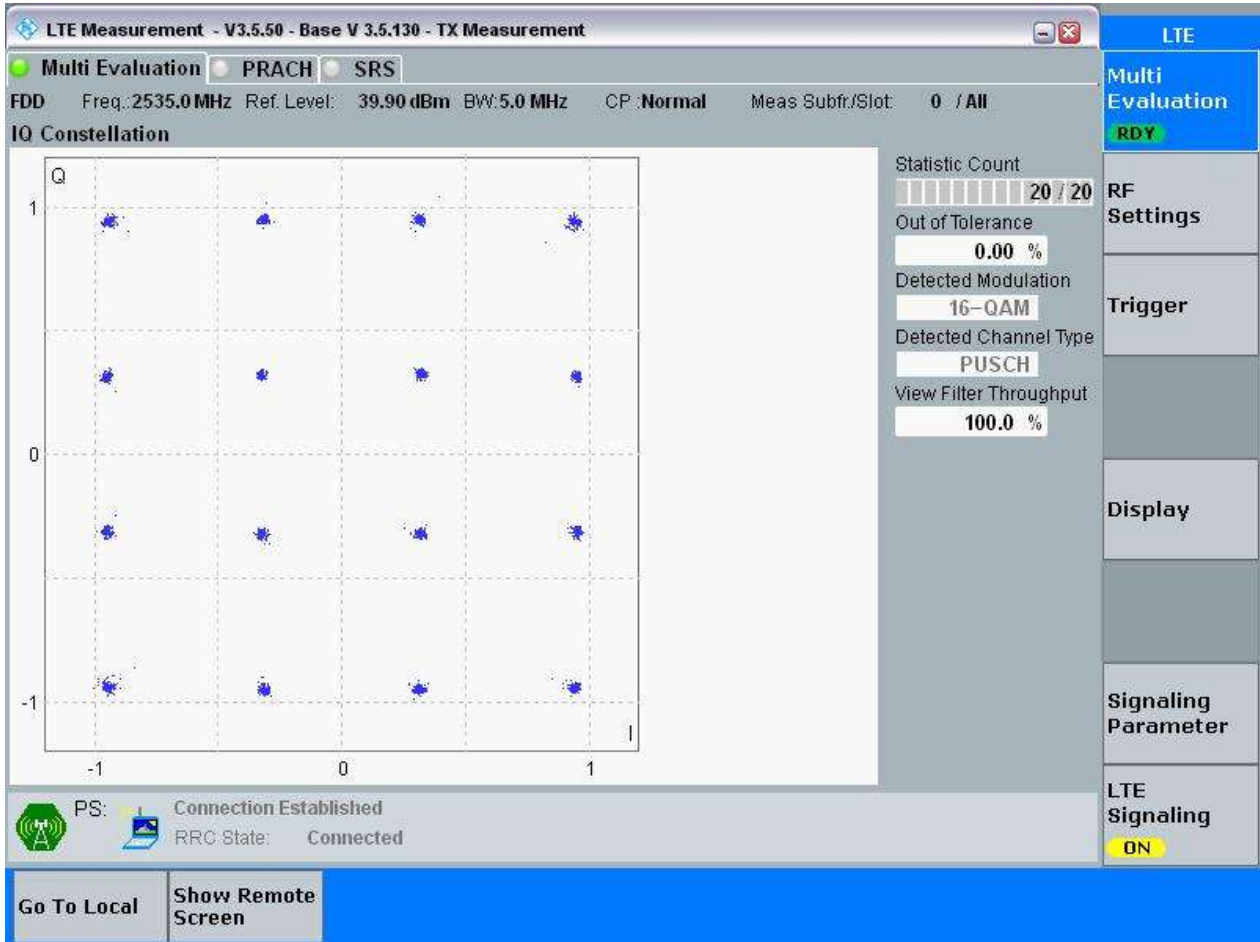 LTE Measurement - V3.5.50 - Base V 3.5.130 - TX Measurement
LTE
Multi Evaluation PRACH SRS
FDD Freq.:2535.0 MHz Ref. Level: 39.90 dBm BW:5.0 MHz CP :Normal Meas Subfr./Slot: 0 / All
IQ Constellation
Q
1
0
-1
-1 0 1
I
Statistic Count
20 / 20
Out of Tolerance
0.00 %
Detected Modulation
16-QAM
Detected Channel Type
PUSCH
View Filter Throughput
100.0 %
Multi
Evaluation
RDY
RF
Settings
Trigger
Display
Signaling
Parameter
LTE
Signaling
ON
PS: Connection Established
RRC State: Connected
Go To Local
Show Remote
Screen